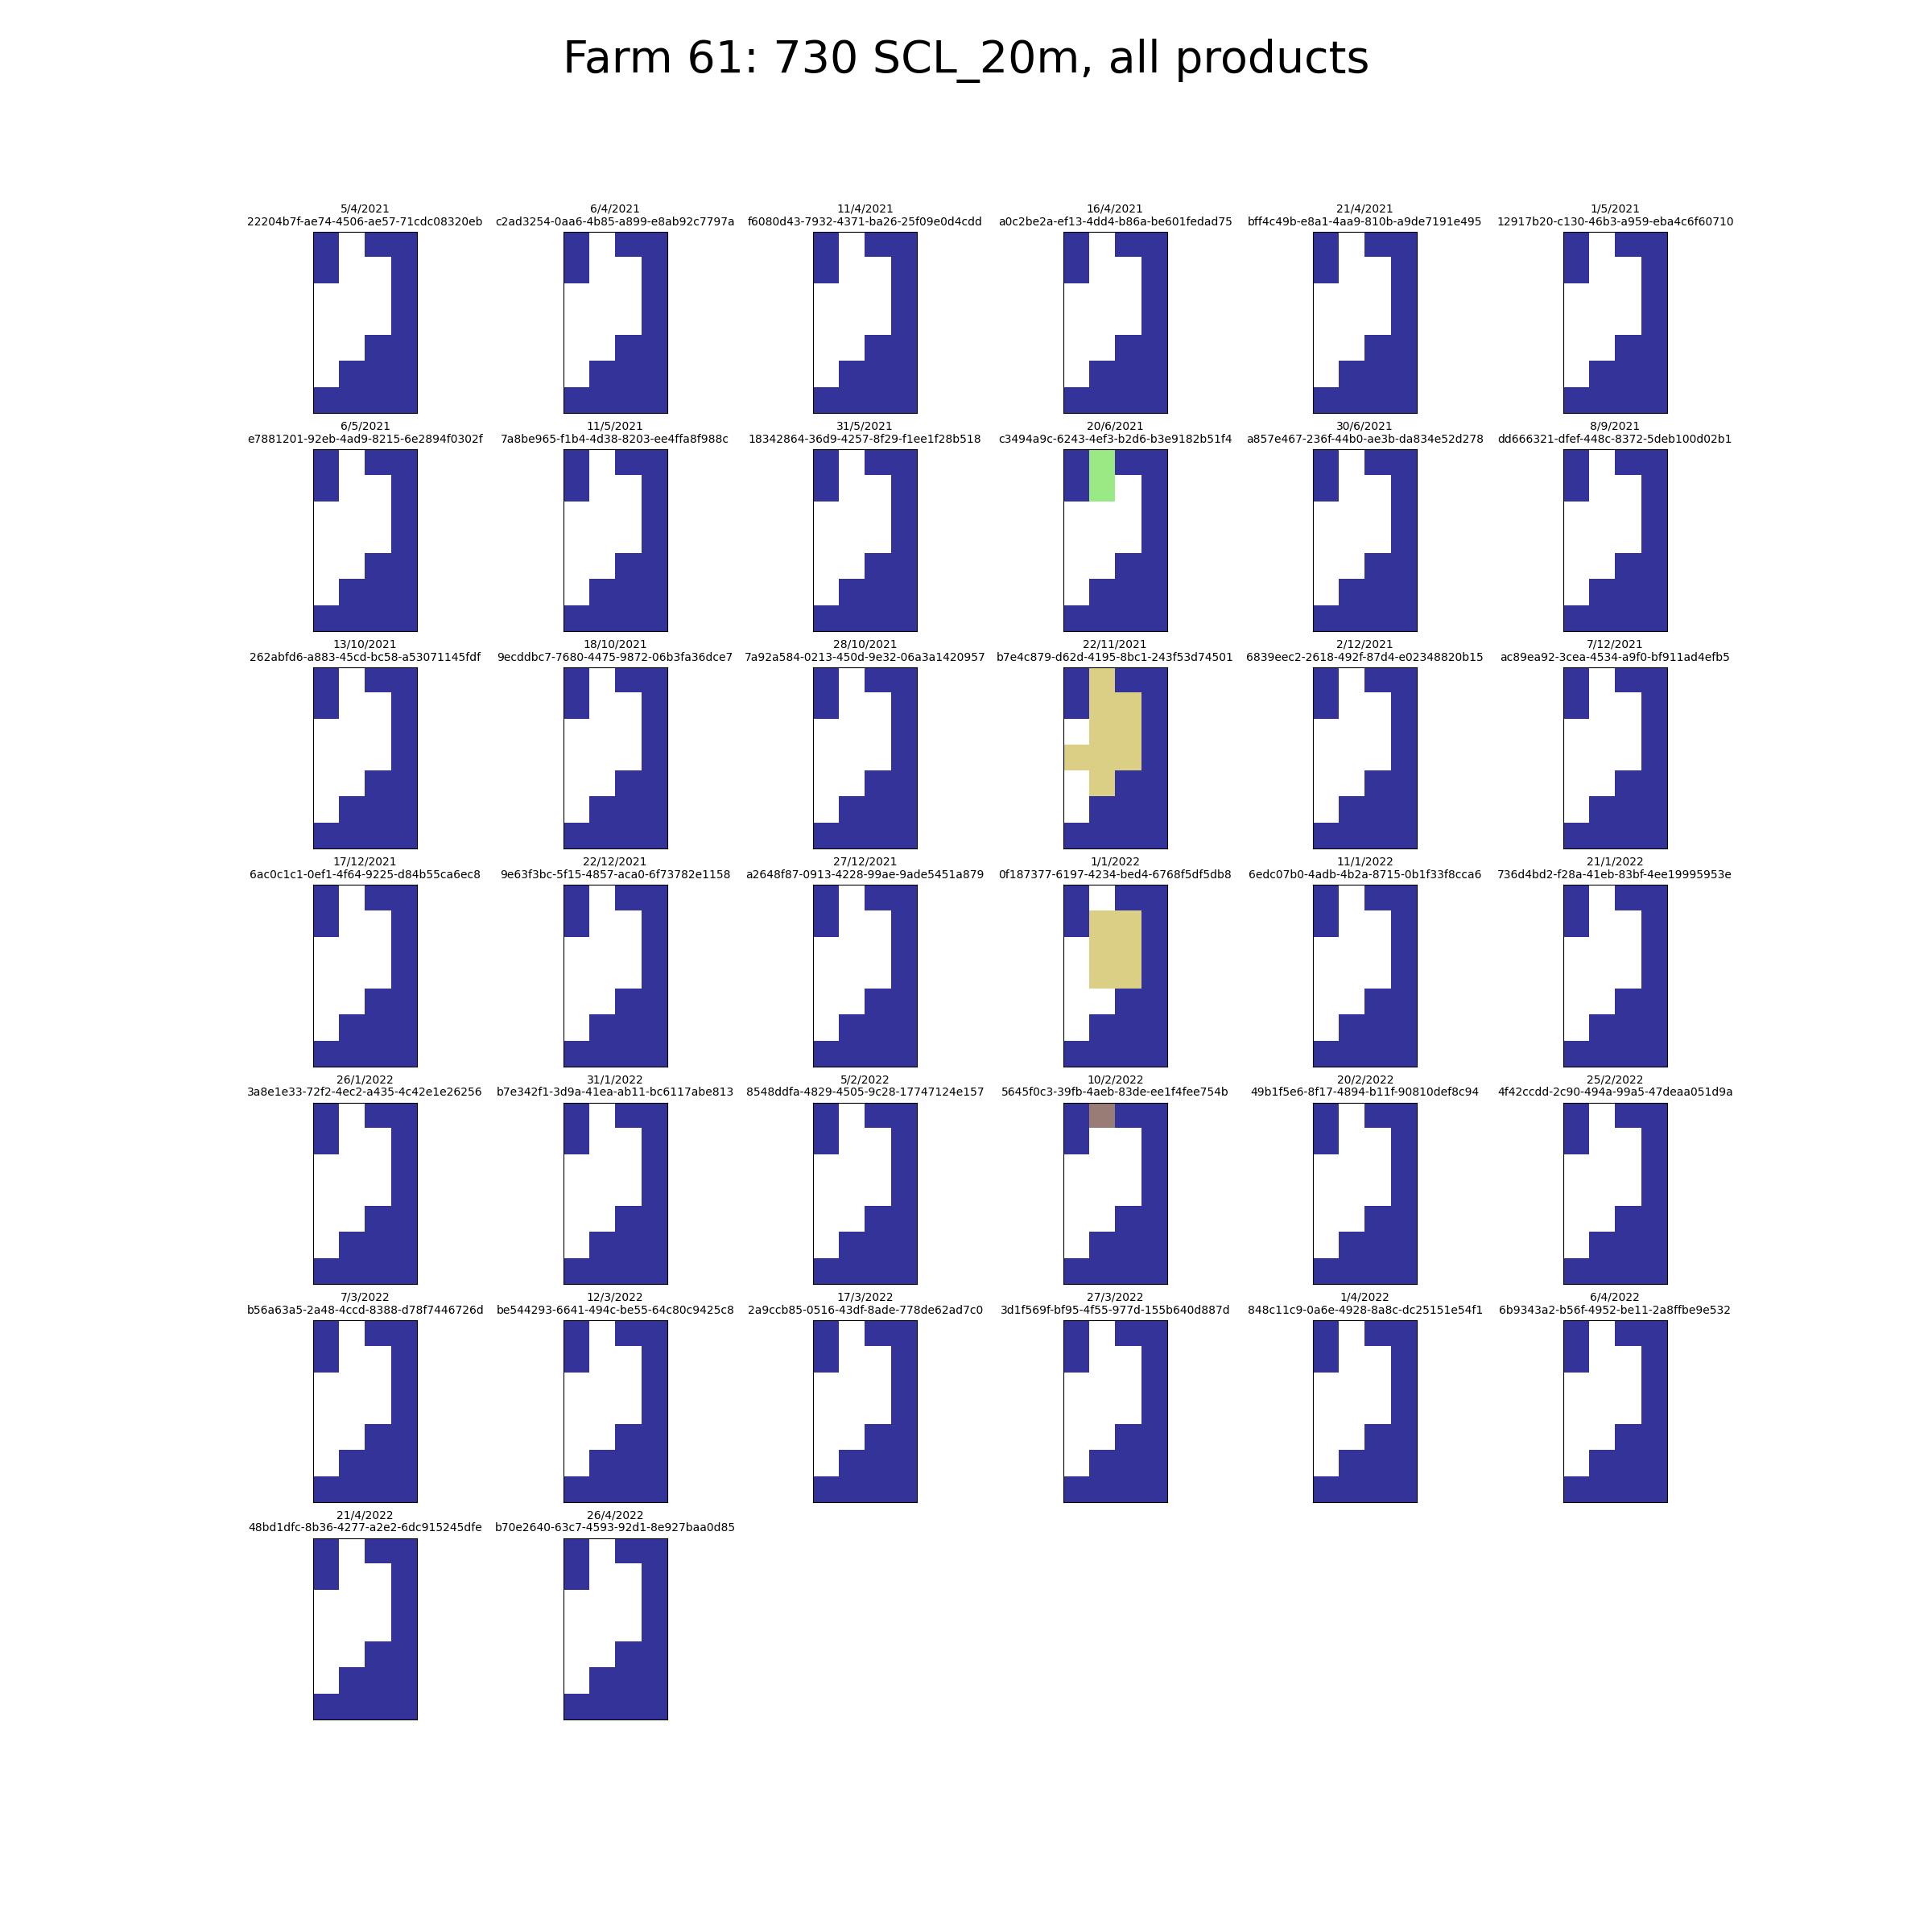 Farm 61: 730 SCL_20m, all products
5/4/2021
22204b7f-ae74-4506-ae57-71cdc08320eb
6/4/2021
c2ad3254-0aa6-4b85-a899-e8ab92c7797a
11/4/2021
f6080d43-7932-4371-ba26-25f09e0d4cdd
16/4/2021
a0c2be2a-ef13-4dd4-b86a-be601fedad75
21/4/2021
bff4c49b-e8a1-4aa9-810b-a9de7191e495
1/5/2021
12917b20-c130-46b3-a959-eba4c6f60710
6/5/2021
e7881201-92eb-4ad9-8215-6e2894f0302f
11/5/2021
7a8be965-f1b4-4d38-8203-ee4ffa8f988c
31/5/2021
18342864-36d9-4257-8f29-f1ee1f28b518
20/6/2021
c3494a9c-6243-4ef3-b2d6-b3e9182b51f4
30/6/2021
a857e467-236f-44b0-ae3b-da834e52d278
8/9/2021
dd666321-dfef-448c-8372-5deb100d02b1
13/10/2021
262abfd6-a883-45cd-bc58-a53071145fdf
18/10/2021
9ecddbc7-7680-4475-9872-06b3fa36dce7
28/10/2021
7a92a584-0213-450d-9e32-06a3a1420957
22/11/2021
b7e4c879-d62d-4195-8bc1-243f53d74501
2/12/2021
6839eec2-2618-492f-87d4-e02348820b15
7/12/2021
ac89ea92-3cea-4534-a9f0-bf911ad4efb5
17/12/2021
6ac0c1c1-0ef1-4f64-9225-d84b55ca6ec8
22/12/2021
9e63f3bc-5f15-4857-aca0-6f73782e1158
27/12/2021
a2648f87-0913-4228-99ae-9ade5451a879
1/1/2022
0f187377-6197-4234-bed4-6768f5df5db8
11/1/2022
6edc07b0-4adb-4b2a-8715-0b1f33f8cca6
21/1/2022
736d4bd2-f28a-41eb-83bf-4ee19995953e
26/1/2022
3a8e1e33-72f2-4ec2-a435-4c42e1e26256
31/1/2022
b7e342f1-3d9a-41ea-ab11-bc6117abe813
5/2/2022
8548ddfa-4829-4505-9c28-17747124e157
10/2/2022
5645f0c3-39fb-4aeb-83de-ee1f4fee754b
20/2/2022
49b1f5e6-8f17-4894-b11f-90810def8c94
25/2/2022
4f42ccdd-2c90-494a-99a5-47deaa051d9a
7/3/2022
b56a63a5-2a48-4ccd-8388-d78f7446726d
12/3/2022
be544293-6641-494c-be55-64c80c9425c8
17/3/2022
2a9ccb85-0516-43df-8ade-778de62ad7c0
27/3/2022
3d1f569f-bf95-4f55-977d-155b640d887d
1/4/2022
848c11c9-0a6e-4928-8a8c-dc25151e54f1
6/4/2022
6b9343a2-b56f-4952-be11-2a8ffbe9e532
21/4/2022
48bd1dfc-8b36-4277-a2e2-6dc915245dfe
26/4/2022
b70e2640-63c7-4593-92d1-8e927baa0d85